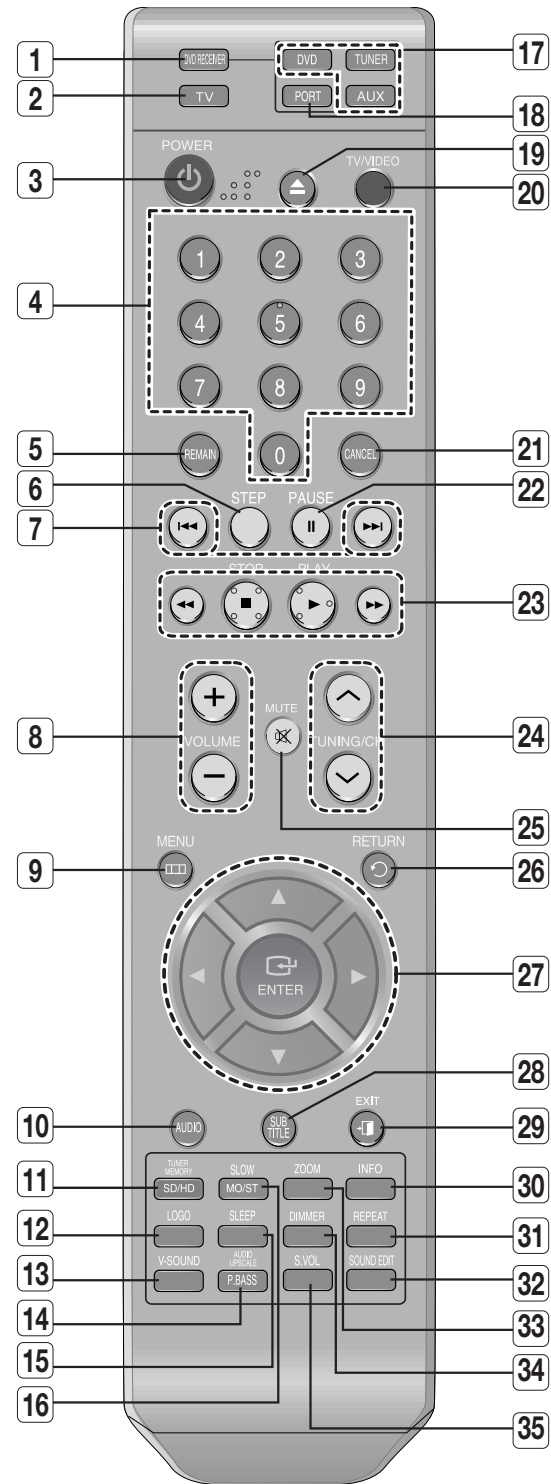 1 DVD RECEIVER DVD TUNER 17
2 TV PORT AUX 18
POWER TV/VIDEO 19
3 20
1 2 3
4 4 5 6
7 8 9
5 REMAIN 0 CANCEL 21
6 STEP PAUSE 22
7
STOP PLAY
23
8 VOLUME MUTE TUNING/CH 24
25
MENU RETURN
9 26
ENTER 27
28
EXIT
10 AUDIO SUB TITLE 29
TUNER MEMORY SLOW ZOOM INFO
11 SD/HD MO/ST 30
12 LOGO SLEEP DIMMER REPEAT 31
V-SOUND AUDIO UPSCALE S.VOL SOUND EDIT
13 P.BASS 32
14 33
15 34
16 35